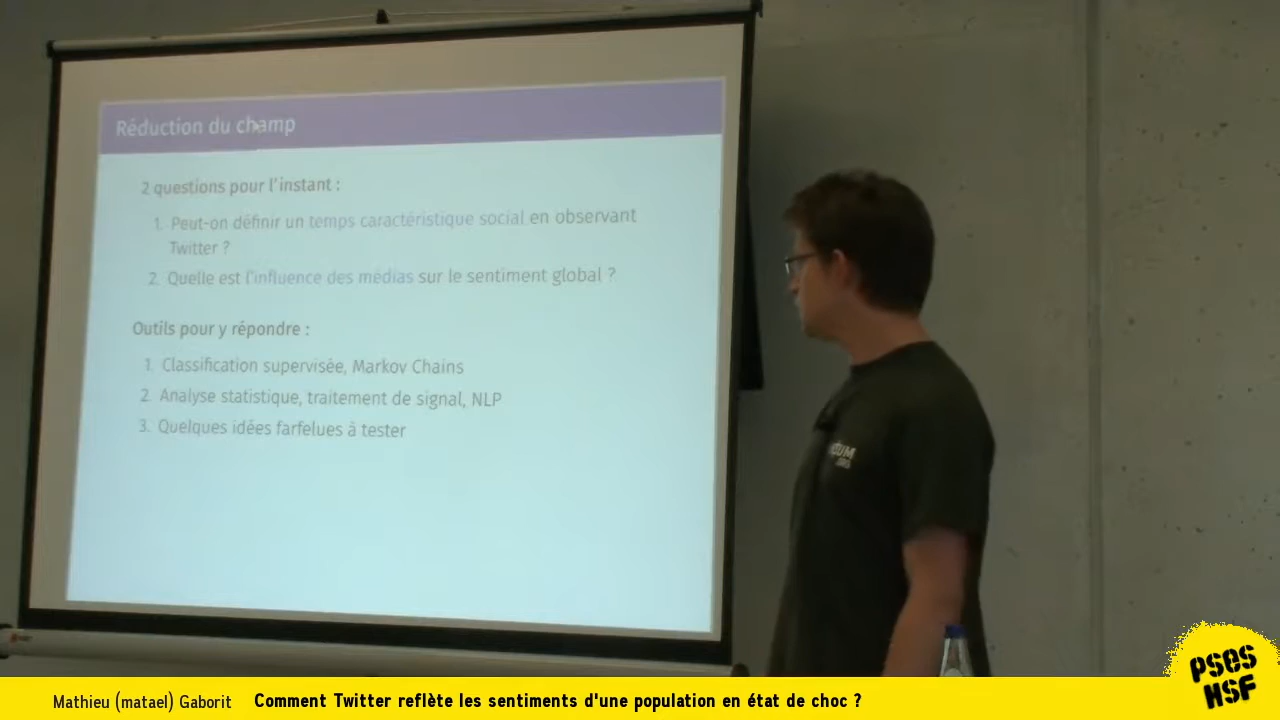 Réduction du champ
2 questions pour l'instant :
1. Peut-on définir un temps caractéristique social en observant
Twitter ?
2. Quelle est l'influence des médias sur le sentiment global ?
Outils pour y répondre :
1. Classification supervisée, Markov Chains
2. Analyse statistique, traitement de signal, NLP
3. Quelques idées farfelues à tester
PSES
HSF
Mathieu (matael) Gaborit Comment Twitter reflète les sentiments d'une population en état de choc ?